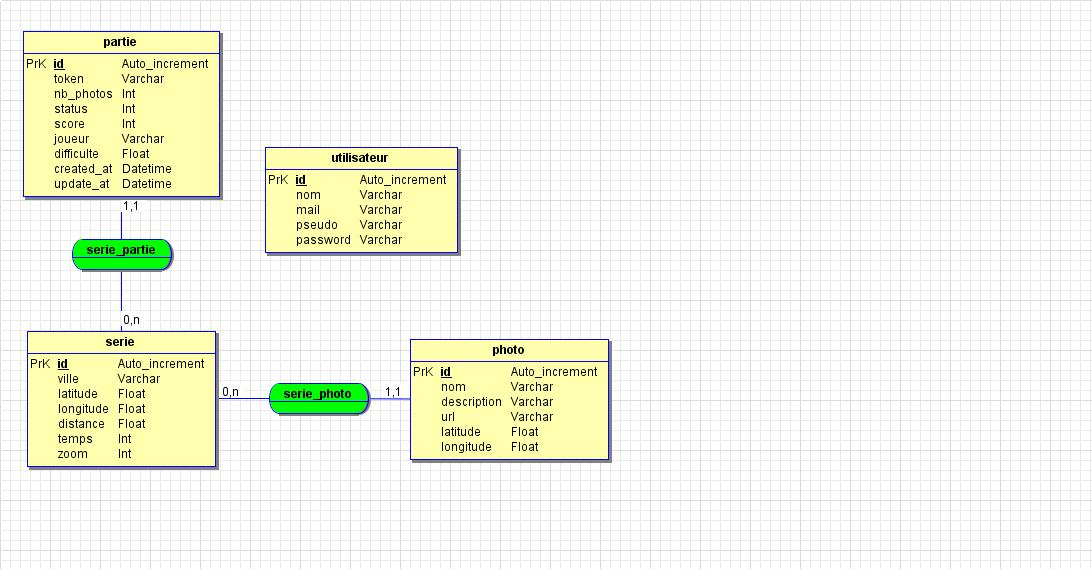 partie
PrK id Auto_increment
token Varchar
nb_photos Int
status Int
score Int
joueur Varchar
difficulte Float
created_at Datetime
update_at Datetime
1,1
serie_partie
0,n
utilisateur
PrK id Auto_increment
nom Varchar
mail Varchar
pseudo Varchar
password Varchar
serie
PrK id Auto_increment
ville Varchar
latitude Float
longitude Float
distance Float
temps Int
zoom Int
0,n
serie_photo
1,1
photo
PrK id Auto_increment
nom Varchar
description Varchar
url Varchar
latitude Float
longitude Float